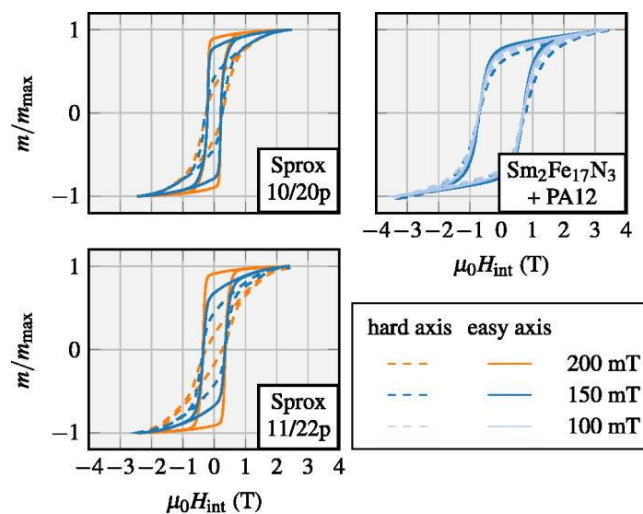 m/m_max
1
0
−1
Sprox
10/20p
Sm₂Fe₁₇N₃
+ PA12
−4 −3 −2 −1 0 1 2 3 4
μ₀H_int (T)
m/m_max
1
0
−1
Sprox
11/22p
−4 −3 −2 −1 0 1 2 3 4
μ₀H_int (T)
hard axis easy axis
200 mT
150 mT
100 mT